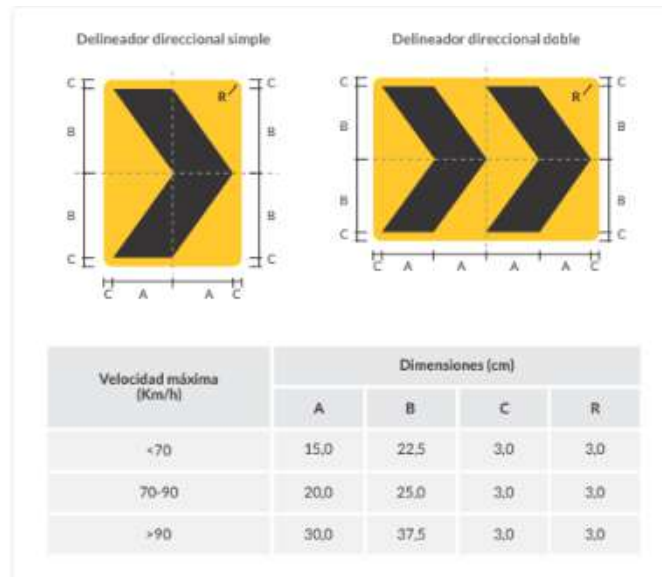 Delineador direccional simple
Delineador direccional doble
C C
R
B B
B B
C C
C A A C
C C
R
B B
B B
C C
C A A A A C
Velocidad máxima
(Km/h)
Dimensiones (cm)
A B C R
<70 15,0 22,5 3,0 3,0
70-90 20,0 25,0 3,0 3,0
>90 30,0 37,5 3,0 3,0